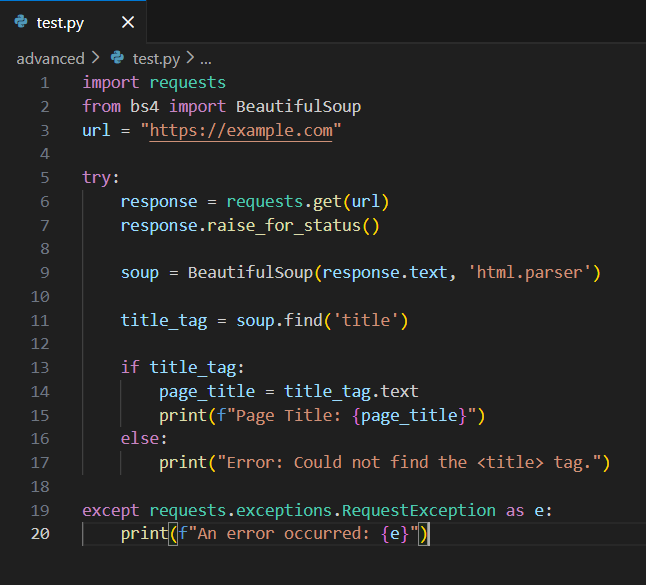 test.py
advanced > test.py > ...
1 import requests
2 from bs4 import BeautifulSoup
3 url = "https://example.com"
4
5 try:
6     response = requests.get(url)
7     response.raise_for_status()
8
9     soup = BeautifulSoup(response.text, 'html.parser')
10
11     title_tag = soup.find('title')
12
13     if title_tag:
14         page_title = title_tag.text
15         print(f"Page Title: {page_title}")
16     else:
17         print("Error: Could not find the <title> tag.")
18
19 except requests.exceptions.RequestException as e:
20     print(f"An error occurred: {e}")